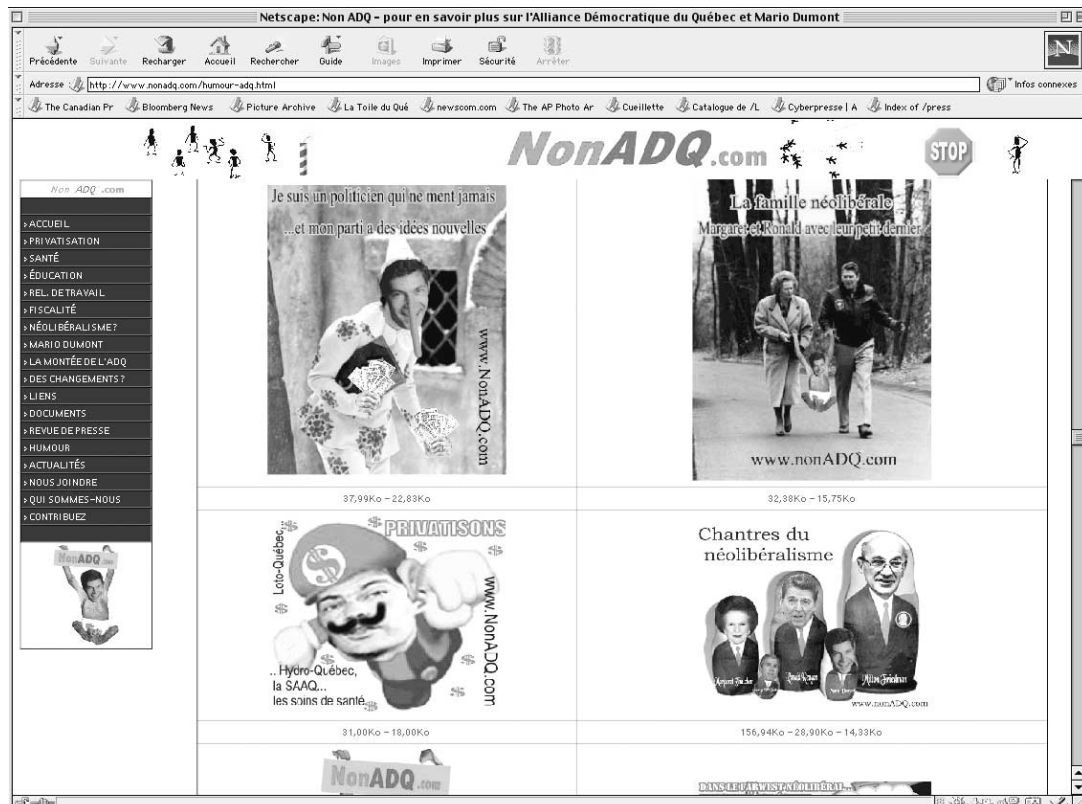 Netscape: Non ADQ - pour en savoir plus sur l'Alliance Démocratique du Québec et Mario Dumont
Précédente Suivante Recharger Accueil Rechercher Guide Images Imprimer Sécurité Arrêter
N
Adresse : http://www.nonadq.com/humour-adq.html Infos connexes
The Canadian Pr Bloomberg News Picture Archive La Toile du Qué newscom.com The AP Photo Ar Cueillette Catalogue de /L Cyberpresse | A Index of /press
NonADQ.com STOP
Non ADQ .com
> ACCUEIL
> PRIVATISATION
> SANTÉ
> ÉDUCATION
> REL. DE TRAVAIL
> FISCALITÉ
> NÉOLIBÉRALISME?
> MARIO DUMONT
> LA MONTÉE DE L'ADQ
> DES CHANGEMENTS?
> LIENS
> DOCUMENTS
> REVUE DE PRESSE
> HUMOUR
> ACTUALITÉS
> NOUS JOINDRE
> QUI SOMMES-NOUS
> CONTRIBUEZ
NonADQ.com
Je suis un politicien qui ne ment jamais
...et mon parti a des idées nouvelles
www.NonADQ.com
37,99Ko - 22,83Ko
La famille néolibérale
Margaret et Ronald avec leur petit dernier
www.nonADQ.com
32,38Ko - 15,75Ko
PRIVATISONS
Loto-Québec,...
www.NonADQ.com
.. Hydro-Québec,
la SAAQ...
les soins de santé
31,00Ko - 18,00Ko
Chantres du
néolibéralisme
Milton Friedman
www.nonADQ.com
156,94Ko - 28,90Ko - 14,33Ko
NonADQ.com
DANS LE FARWEST NÉOLIBÉRAL...